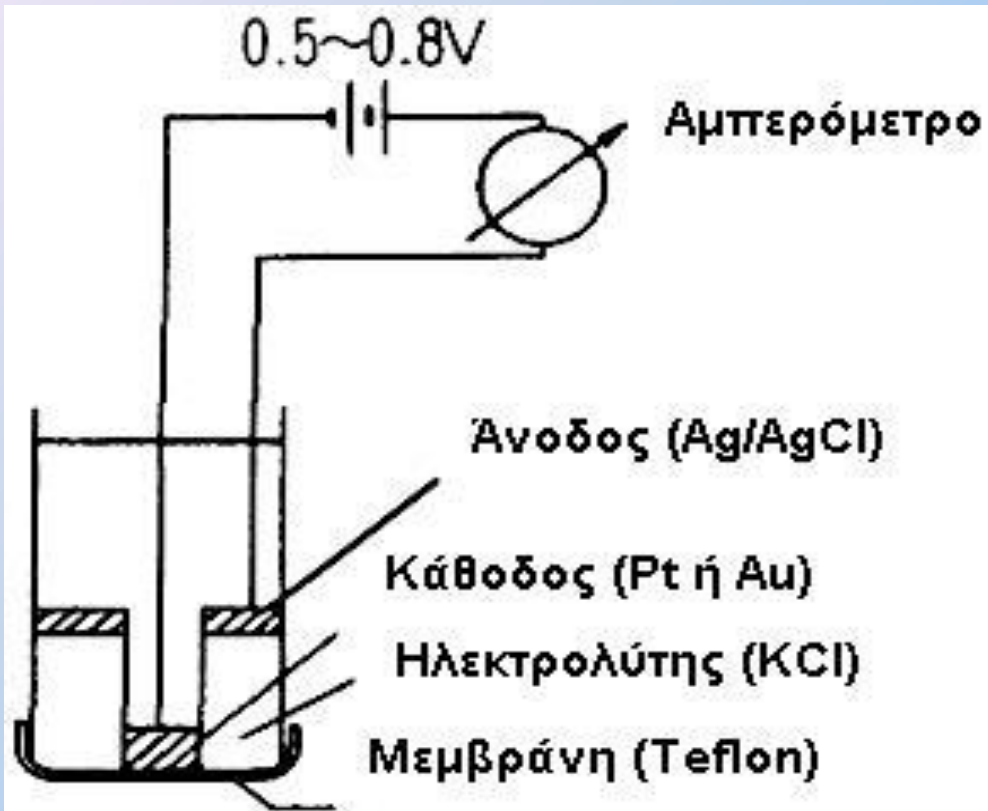 0.5~0.8V
Αμπερόμετρο
Άνοδος (Ag/AgCl)
Κάθοδος (Pt ή Au)
Ηλεκτρολύτης (KCl)
Μεμβράνη (Teflon)